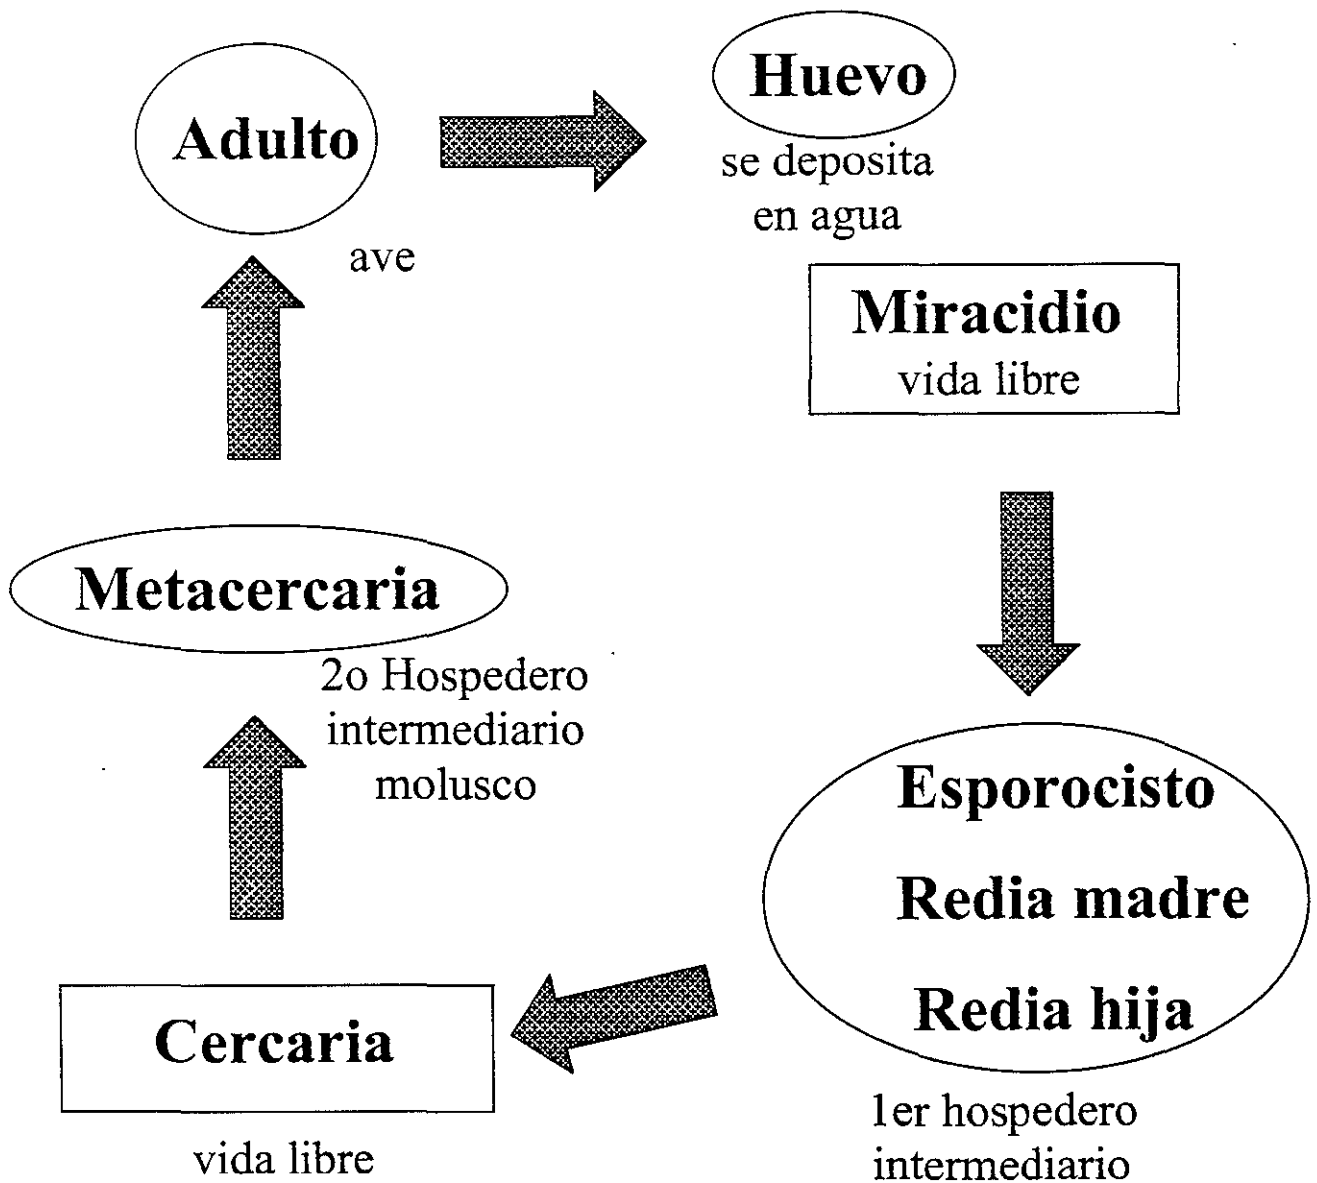 Adulto
ave
Huevo
se deposita
en agua
Miracidio
vida libre
Esporocisto
Redia madre
Redia hija
1er hospedero
intermediario
Cercaria
vida libre
Metacercaria
2o Hospedero
intermediario
molusco